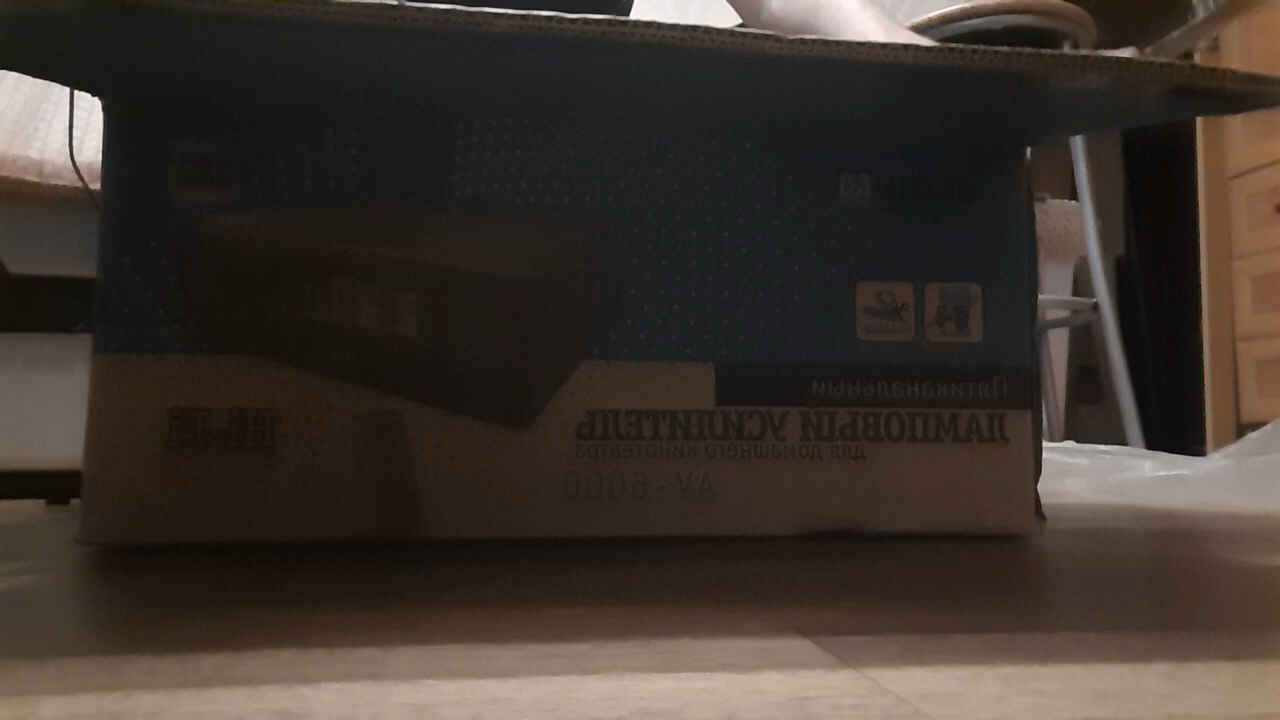 Пятиканальный
ЛАМПОВЫЙ УСИЛИТЕЛЬ
для домашнего кинотеатра
AV-6000
Hi-Fi